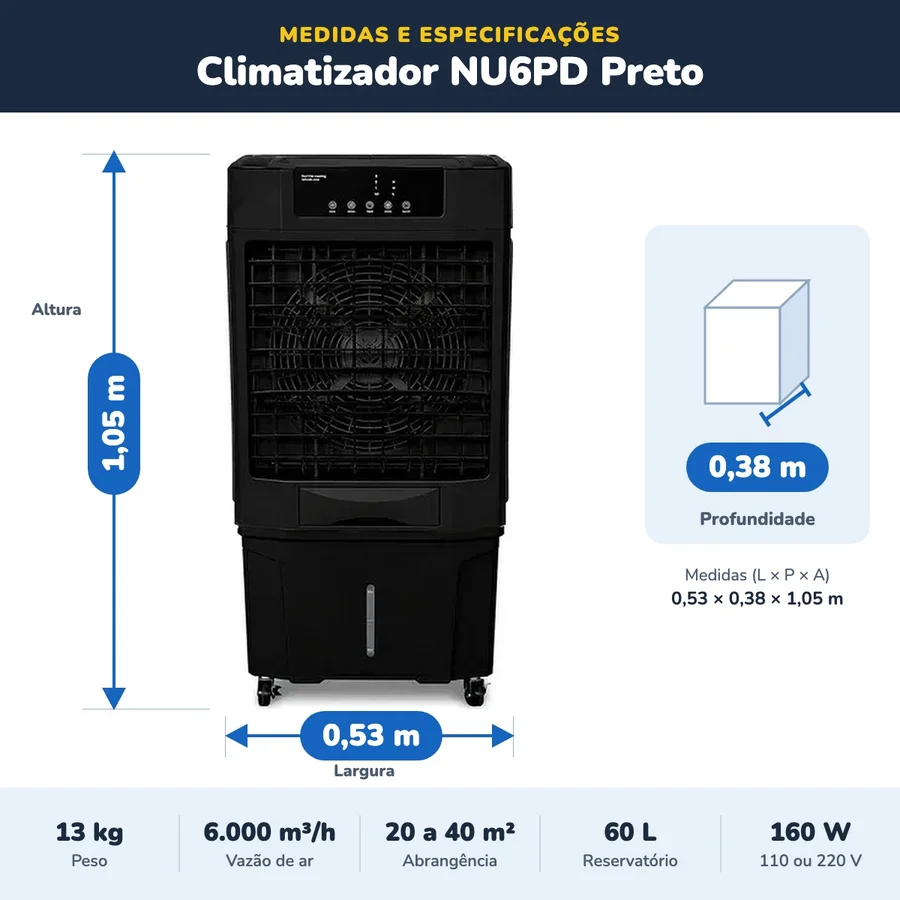 MEDIDAS E ESPECIFICAÇÕES
Climatizador NU6PD Preto
Altura
1,05 m
0,53 m
Largura
0,38 m
Profundidade
Medidas (L × P × A)
0,53 × 0,38 × 1,05 m
13 kg
Peso
6.000 m³/h
Vazão de ar
20 a 40 m²
Abrangência
60 L
Reservatório
160 W
110 ou 220 V